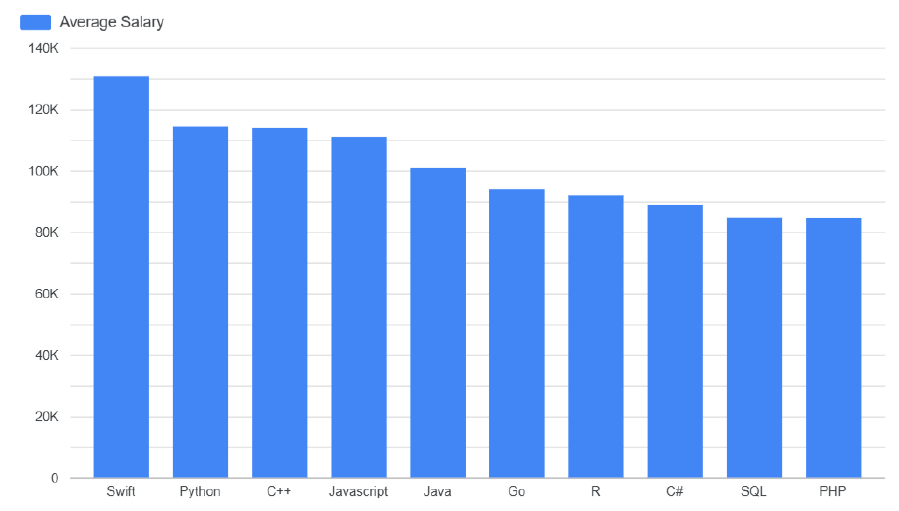 Average Salary
140K
120K
100K
80K
60K
40K
20K
0
Swift Python C++ Javascript Java Go R C# SQL PHP